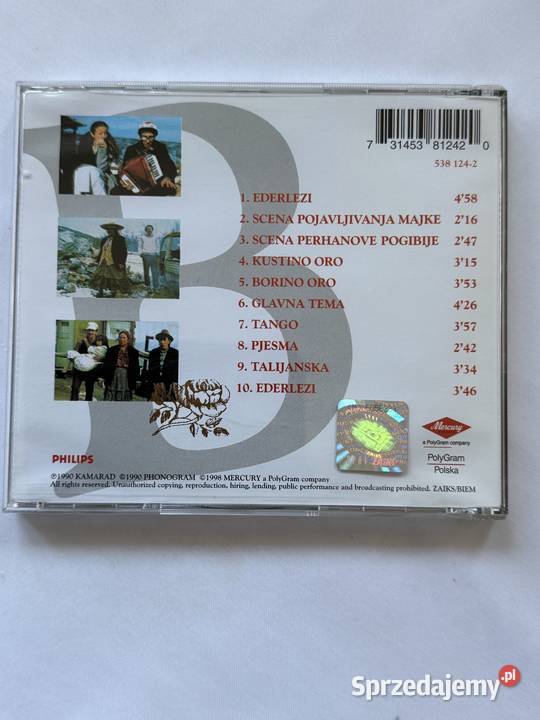 7 31453 81242 0
538 124-2
1. EDERLEZI 4'58
2. SCENA POJAVLJIVANJA MAJKE 2'16
3. SCENA PERHANOVE POGIBIJE 2'47
4. KUSTINO ORO 3'15
5. BORINO ORO 3'53
6. GLAVNA TEMA 4'26
7. TANGO 3'57
8. PJESMA 2'42
9. TALIJANSKA 3'34
10. EDERLEZI 3'46
B
Mercury
a PolyGram company
PolyGram
Polska
PHILIPS
℗1990 KAMARAD ©1990 PHONOGRAM ©1998 MERCURY a PolyGram company
All rights reserved. Unauthorized copying, reproduction, hiring, lending, public performance and broadcasting prohibited. ZAIKS/BIEM
Sprzedajemy.pl